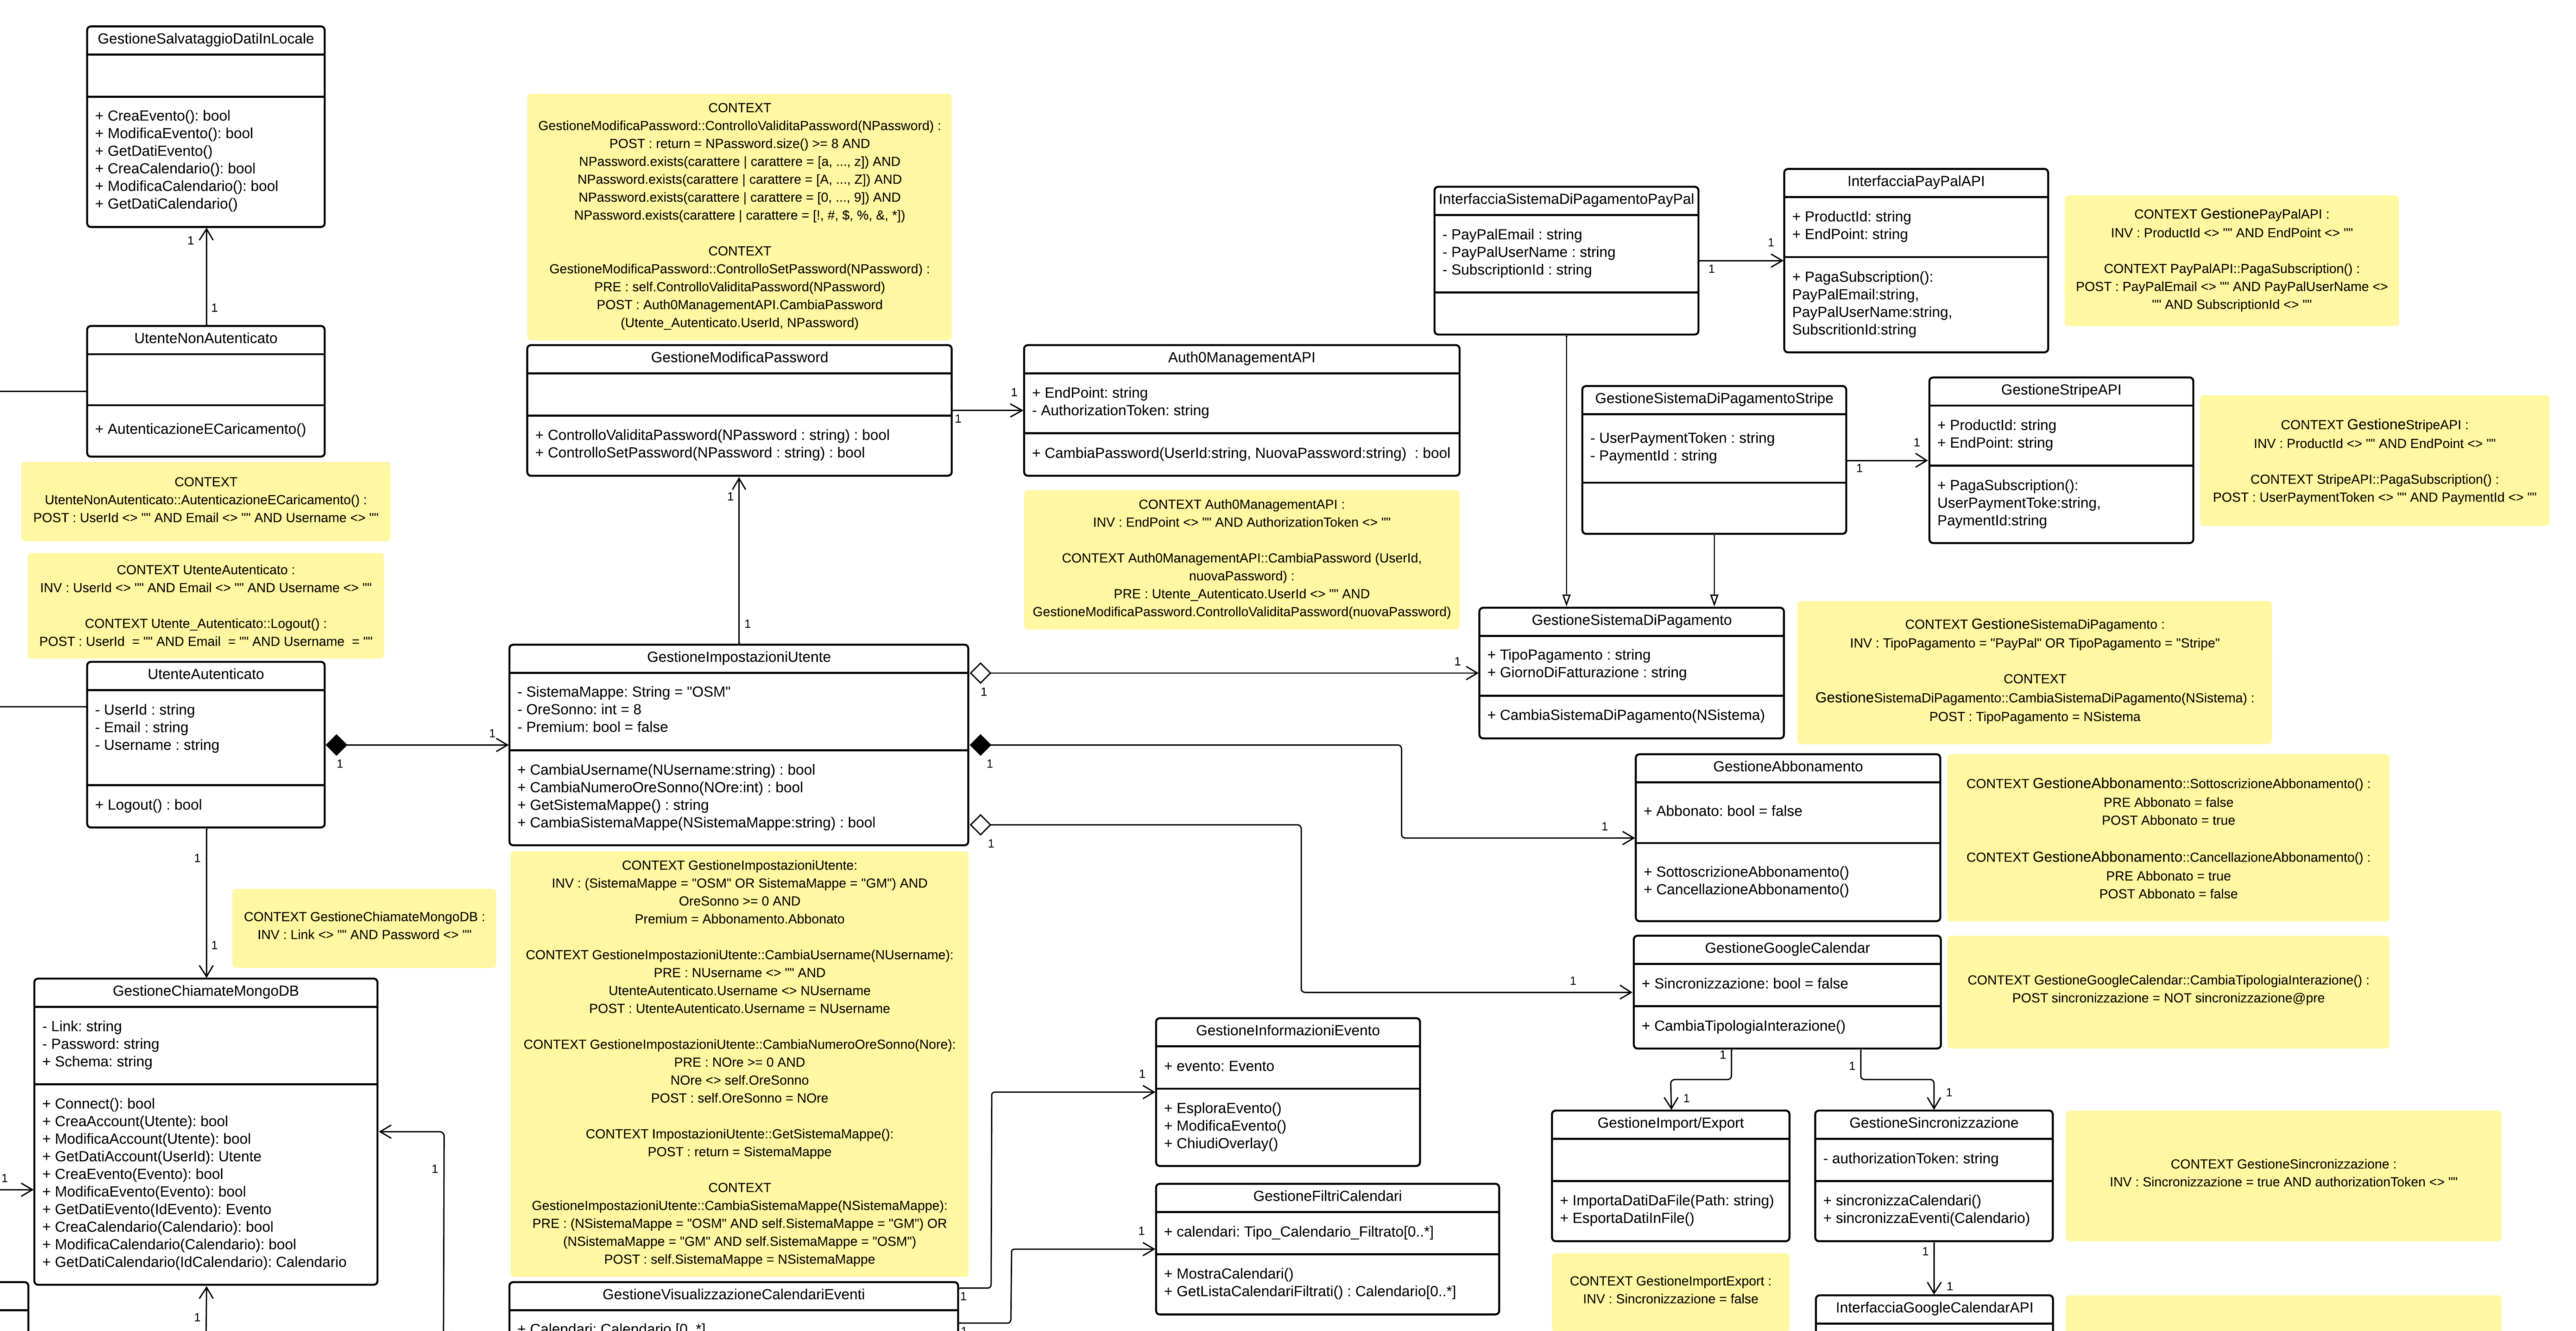 GestioneSalvataggioDatiInLocale
+ CreaEvento(): bool
+ ModificaEvento(): bool
+ GetDatiEvento()
+ CreaCalendario(): bool
+ ModificaCalendario(): bool
+ GetDatiCalendario()
1
1
UtenteNonAutenticato
+ AutenticazioneECaricamento()
CONTEXT
UtenteNonAutenticato::AutenticazioneECaricamento() :
POST : UserId <> "" AND Email <> "" AND Username <> ""
CONTEXT UtenteAutenticato :
INV : UserId <> "" AND Email <> "" AND Username <> ""
CONTEXT Utente_Autenticato::Logout() :
POST : UserId = "" AND Email = "" AND Username = ""
UtenteAutenticato
- UserId : string
- Email : string
- Username : string
+ Logout() : bool
1
1
1
1
CONTEXT GestioneChiamateMongoDB :
INV : Link <> "" AND Password <> ""
GestioneChiamateMongoDB
- Link: string
- Password: string
+ Schema: string
+ Connect(): bool
+ CreaAccount(Utente): bool
+ ModificaAccount(Utente): bool
+ GetDatiAccount(UserId): Utente
+ CreaEvento(Evento): bool
+ ModificaEvento(Evento): bool
+ GetDatiEvento(IdEvento): Evento
+ CreaCalendario(Calendario): bool
+ ModificaCalendario(Calendario): bool
+ GetDatiCalendario(IdCalendario): Calendario
1
1
1
CONTEXT
GestioneModificaPassword::ControlloValiditaPassword(NPassword) :
POST : return = NPassword.size() >= 8 AND
NPassword.exists(carattere | carattere = [a, ..., z]) AND
NPassword.exists(carattere | carattere = [A, ..., Z]) AND
NPassword.exists(carattere | carattere = [0, ..., 9]) AND
NPassword.exists(carattere | carattere = [!, #, $, %, &, *])
CONTEXT
GestioneModificaPassword::ControlloSetPassword(NPassword) :
PRE : self.ControlloValiditaPassword(NPassword)
POST : Auth0ManagementAPI.CambiaPassword
(Utente_Autenticato.UserId, NPassword)
GestioneModificaPassword
+ ControlloValiditaPassword(NPassword : string) : bool
+ ControlloSetPassword(NPassword : string) : bool
1
1
1
1
Auth0ManagementAPI
+ EndPoint: string
- AuthorizationToken: string
+ CambiaPassword(UserId:string, NuovaPassword:string) : bool
CONTEXT Auth0ManagementAPI :
INV : EndPoint <> "" AND AuthorizationToken <> ""
CONTEXT Auth0ManagementAPI::CambiaPassword (UserId,
nuovaPassword) :
PRE : Utente_Autenticato.UserId <> "" AND
GestioneModificaPassword.ControlloValiditaPassword(nuovaPassword)
GestioneImpostazioniUtente
- SistemaMappe: String = "OSM"
- OreSonno: int = 8
- Premium: bool = false
+ CambiaUsername(NUsername:string) : bool
+ CambiaNumeroOreSonno(NOre:int) : bool
+ GetSistemaMappe() : string
+ CambiaSistemaMappe(NSistemaMappe:string) : bool
1
1
1
1
1
1
CONTEXT GestioneImpostazioniUtente:
INV : (SistemaMappe = "OSM" OR SistemaMappe = "GM") AND
OreSonno >= 0 AND
Premium = Abbonamento.Abbonato
CONTEXT GestioneImpostazioniUtente::CambiaUsername(NUsername):
PRE : NUsername <> "" AND
UtenteAutenticato.Username <> NUsername
POST : UtenteAutenticato.Username = NUsername
CONTEXT GestioneImpostazioniUtente::CambiaNumeroOreSonno(Nore):
PRE : NOre >= 0 AND
NOre <> self.OreSonno
POST : self.OreSonno = NOre
CONTEXT ImpostazioniUtente::GetSistemaMappe():
POST : return = SistemaMappe
CONTEXT
GestioneImpostazioniUtente::CambiaSistemaMappe(NSistemaMappe):
PRE : (NSistemaMappe = "OSM" AND self.SistemaMappe = "GM") OR
(NSistemaMappe = "GM" AND self.SistemaMappe = "OSM")
POST : self.SistemaMappe = NSistemaMappe
GestioneVisualizzazioneCalendariEventi
+ Calendari: Calendario [0..*]
1
1
1
1
GestioneInformazioniEvento
+ evento: Evento
+ EsploraEvento()
+ ModificaEvento()
+ ChiudiOverlay()
GestioneFiltriCalendari
+ calendari: Tipo_Calendario_Filtrato[0..*]
+ MostraCalendari()
+ GetListaCalendariFiltrati() : Calendario[0..*]
InterfacciaSistemaDiPagamentoPayPal
- PayPalEmail : string
- PayPalUserName : string
- SubscriptionId : string
1
1
InterfacciaPayPalAPI
+ ProductId: string
+ EndPoint: string
+ PagaSubscription():
PayPalEmail:string,
PayPalUserName:string,
SubscritionId:string
CONTEXT GestionePayPalAPI :
INV : ProductId <> "" AND EndPoint <> ""
CONTEXT PayPalAPI::PagaSubscription() :
POST : PayPalEmail <> "" AND PayPalUserName <>
"" AND SubscriptionId <> ""
GestioneSistemaDiPagamentoStripe
- UserPaymentToken : string
- PaymentId : string
1
1
GestioneStripeAPI
+ ProductId: string
+ EndPoint: string
+ PagaSubscription():
UserPaymentToke:string,
PaymentId:string
CONTEXT GestioneStripeAPI :
INV : ProductId <> "" AND EndPoint <> ""
CONTEXT StripeAPI::PagaSubscription() :
POST : UserPaymentToken <> "" AND PaymentId <> ""
GestioneSistemaDiPagamento
+ TipoPagamento : string
+ GiornoDiFatturazione : string
+ CambiaSistemaDiPagamento(NSistema)
CONTEXT GestioneSistemaDiPagamento :
INV : TipoPagamento = "PayPal" OR TipoPagamento = "Stripe"
CONTEXT
GestioneSistemaDiPagamento::CambiaSistemaDiPagamento(NSistema) :
POST : TipoPagamento = NSistema
GestioneAbbonamento
+ Abbonato: bool = false
+ SottoscrizioneAbbonamento()
+ CancellazioneAbbonamento()
CONTEXT GestioneAbbonamento::SottoscrizioneAbbonamento() :
PRE Abbonato = false
POST Abbonato = true
CONTEXT GestioneAbbonamento::CancellazioneAbbonamento() :
PRE Abbonato = true
POST Abbonato = false
GestioneGoogleCalendar
+ Sincronizzazione: bool = false
+ CambiaTipologiaInterazione()
CONTEXT GestioneGoogleCalendar::CambiaTipologiaInterazione() :
POST sincronizzazione = NOT sincronizzazione@pre
1
1
1
1
GestioneImport/Export
+ ImportaDatiDaFile(Path: string)
+ EsportaDatiInFile()
CONTEXT GestioneImportExport :
INV : Sincronizzazione = false
GestioneSincronizzazione
- authorizationToken: string
+ sincronizzaCalendari()
+ sincronizzaEventi(Calendario)
CONTEXT GestioneSincronizzazione :
INV : Sincronizzazione = true AND authorizationToken <> ""
1
1
InterfacciaGoogleCalendarAPI